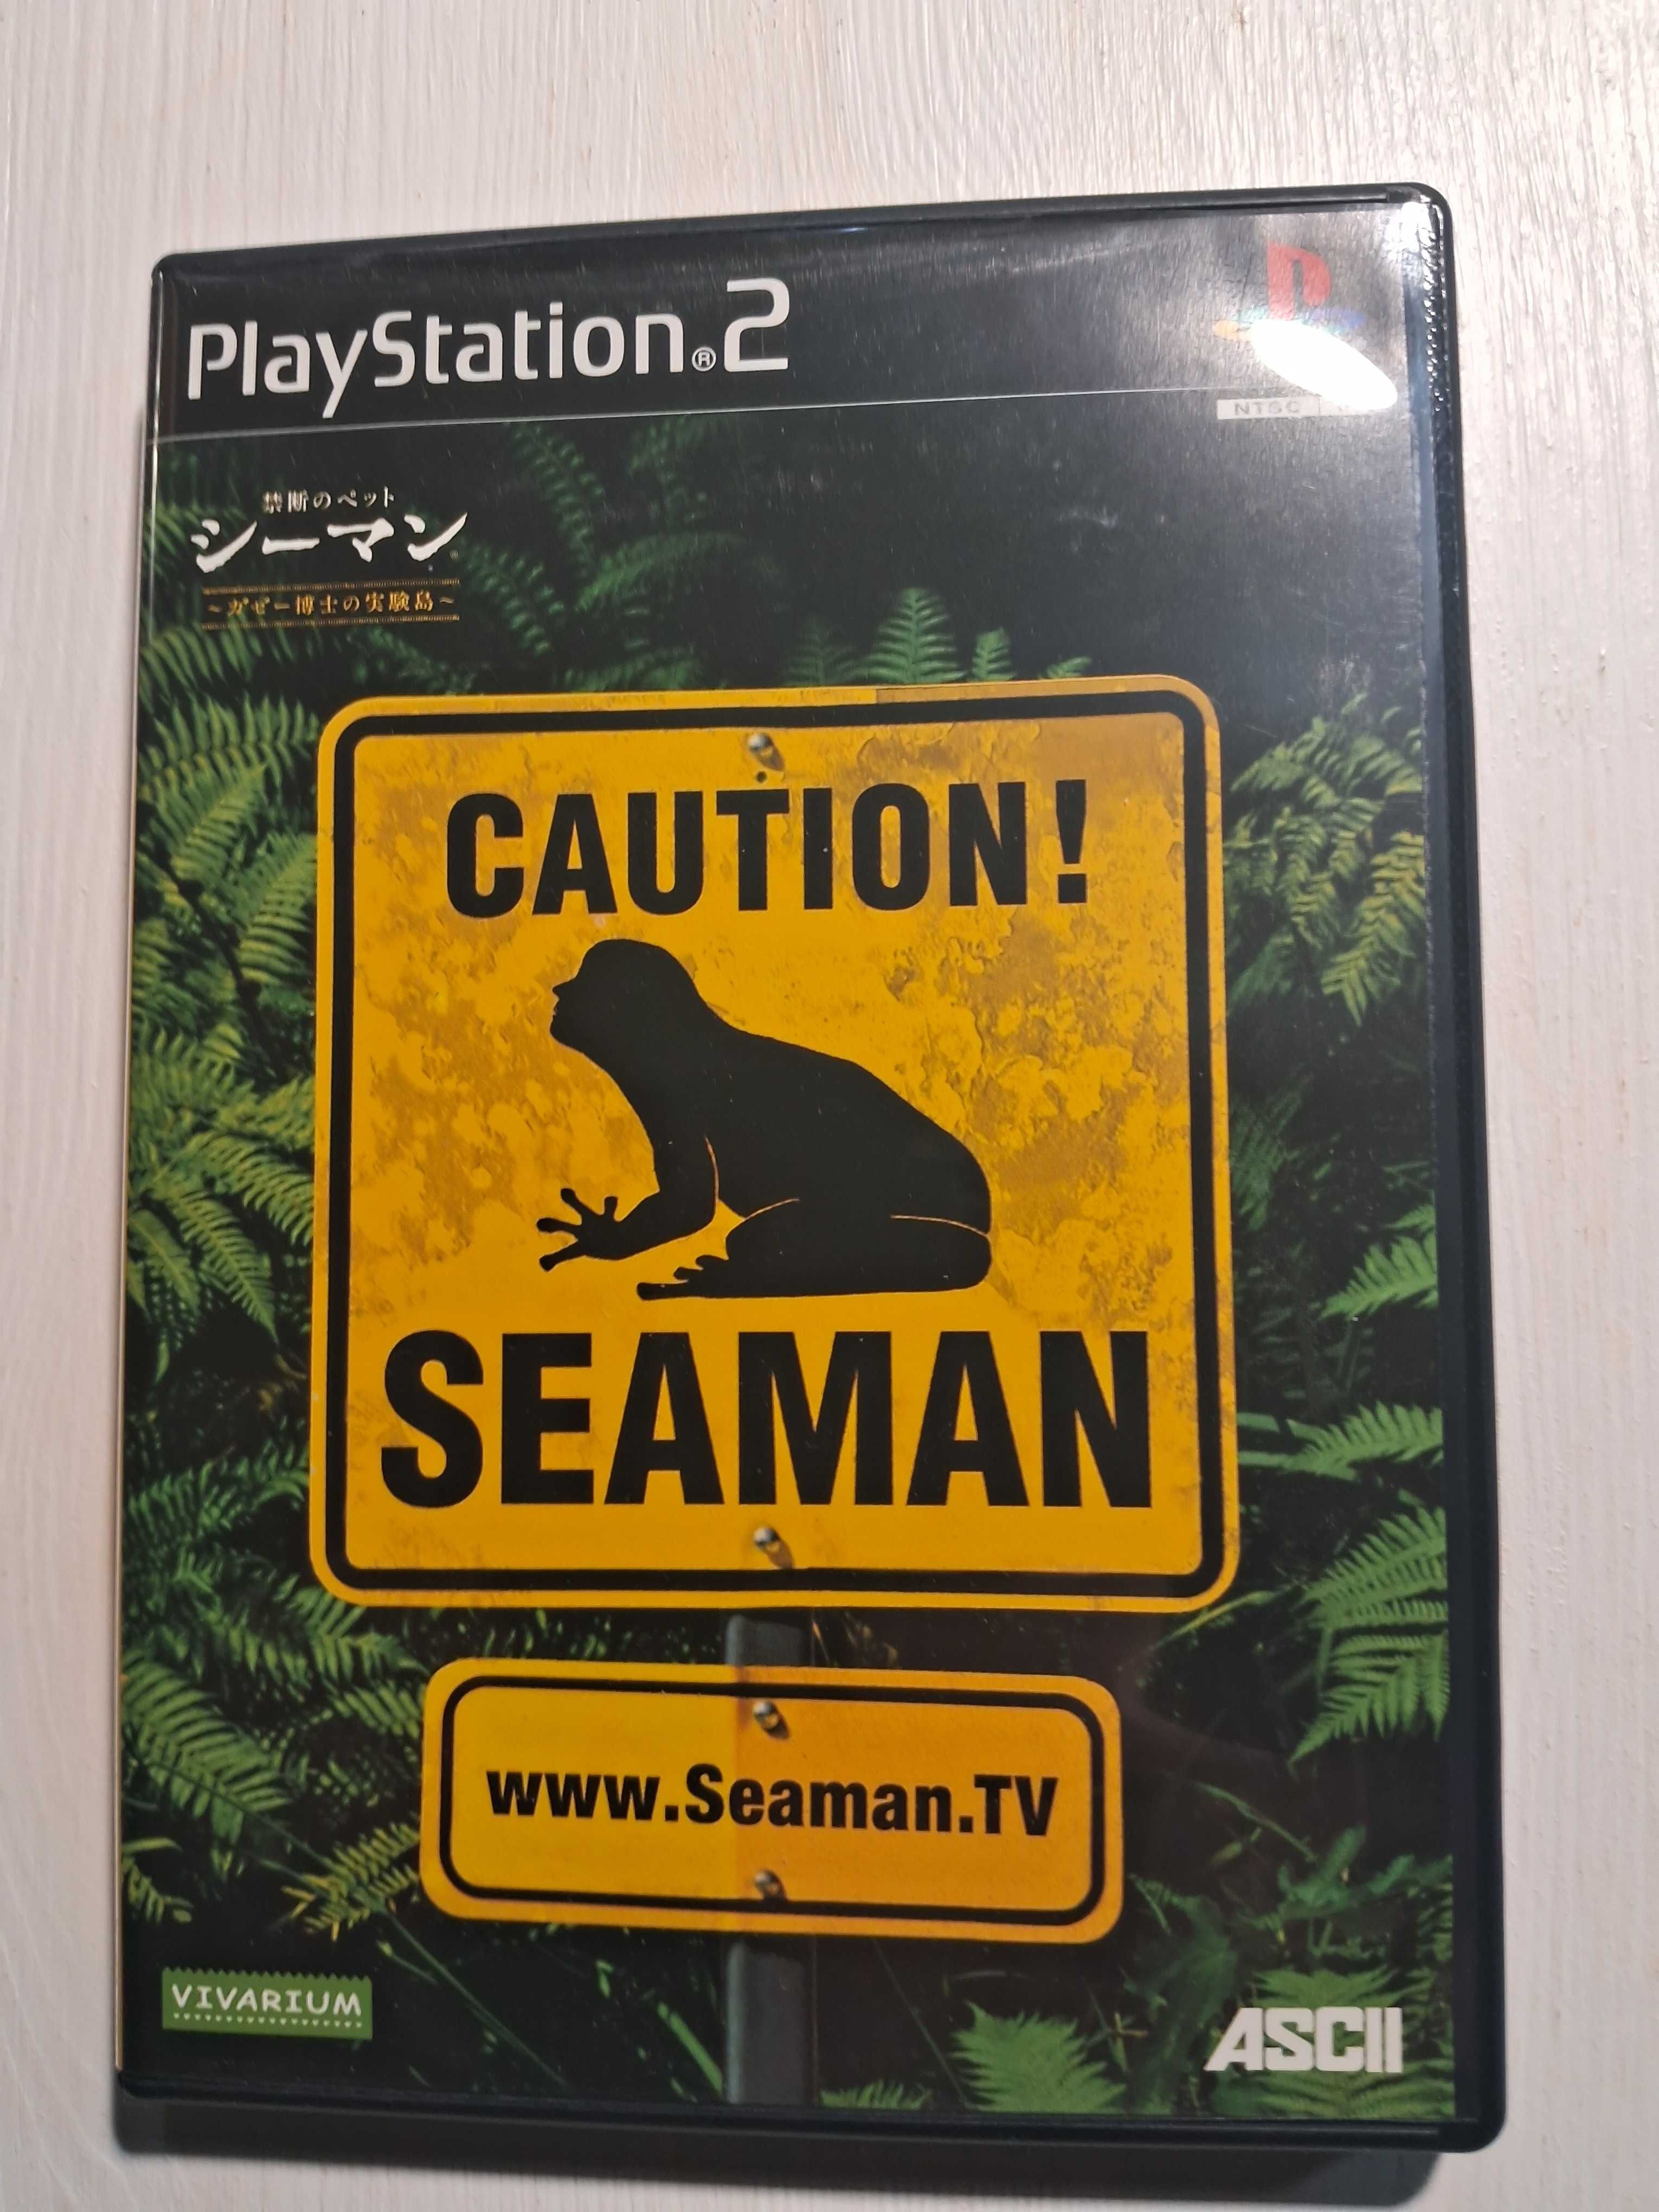 PlayStation®2
NTSC
禁断のペット
シーマン
~ガゼー博士の実験島~
CAUTION!
SEAMAN
www.Seaman.TV
VIVARIUM
ASCII